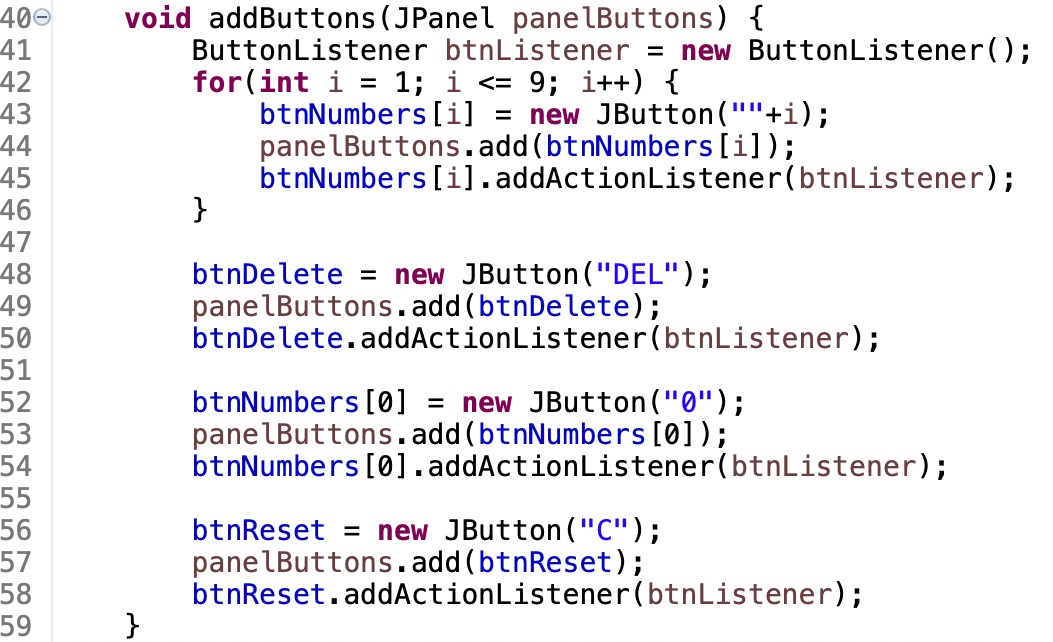 40 void addButtons(JPanel panelButtons) {
41 ButtonListener btnListener = new ButtonListener();
42 for(int i = 1; i <= 9; i++) {
43 btnNumbers[i] = new JButton(""+i);
44 panelButtons.add(btnNumbers[i]);
45 btnNumbers[i].addActionListener(btnListener);
46 }
47
48 btnDelete = new JButton("DEL");
49 panelButtons.add(btnDelete);
50 btnDelete.addActionListener(btnListener);
51
52 btnNumbers[0] = new JButton("0");
53 panelButtons.add(btnNumbers[0]);
54 btnNumbers[0].addActionListener(btnListener);
55
56 btnReset = new JButton("C");
57 panelButtons.add(btnReset);
58 btnReset.addActionListener(btnListener);
59 }